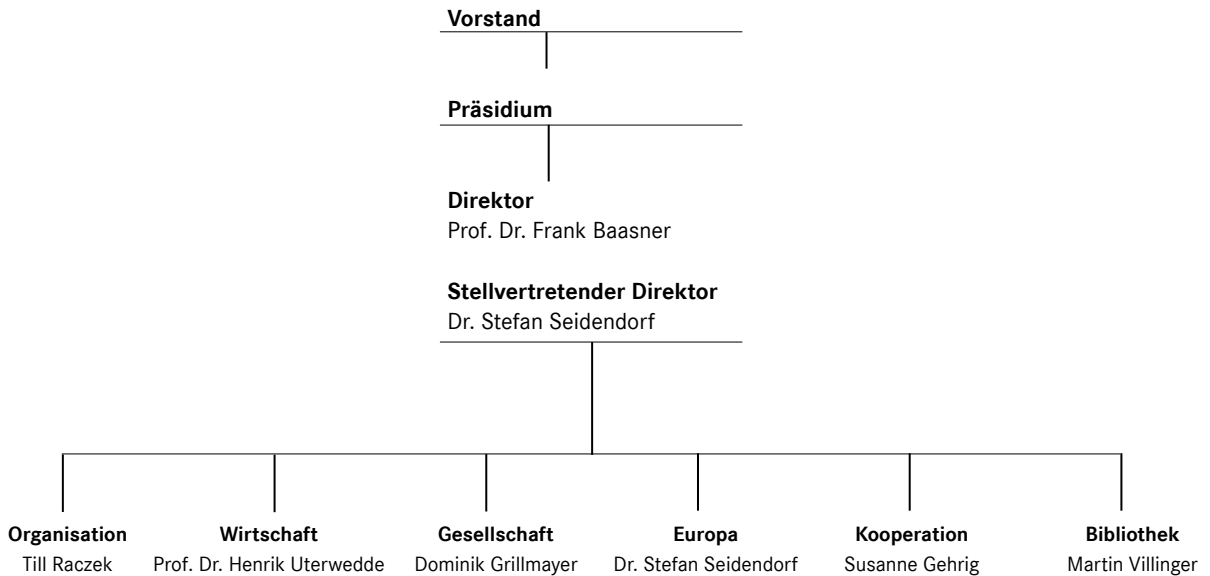 Vorstand
Präsidium
Direktor
Prof. Dr. Frank Baasner
Stellvertretender Direktor
Dr. Stefan Seidendorf
Organisation
Till Raczek
Wirtschaft
Prof. Dr. Henrik Uterwedde
Gesellschaft
Dominik Grillmayer
Europa
Dr. Stefan Seidendorf
Kooperation
Susanne Gehrig
Bibliothek
Martin Villinger